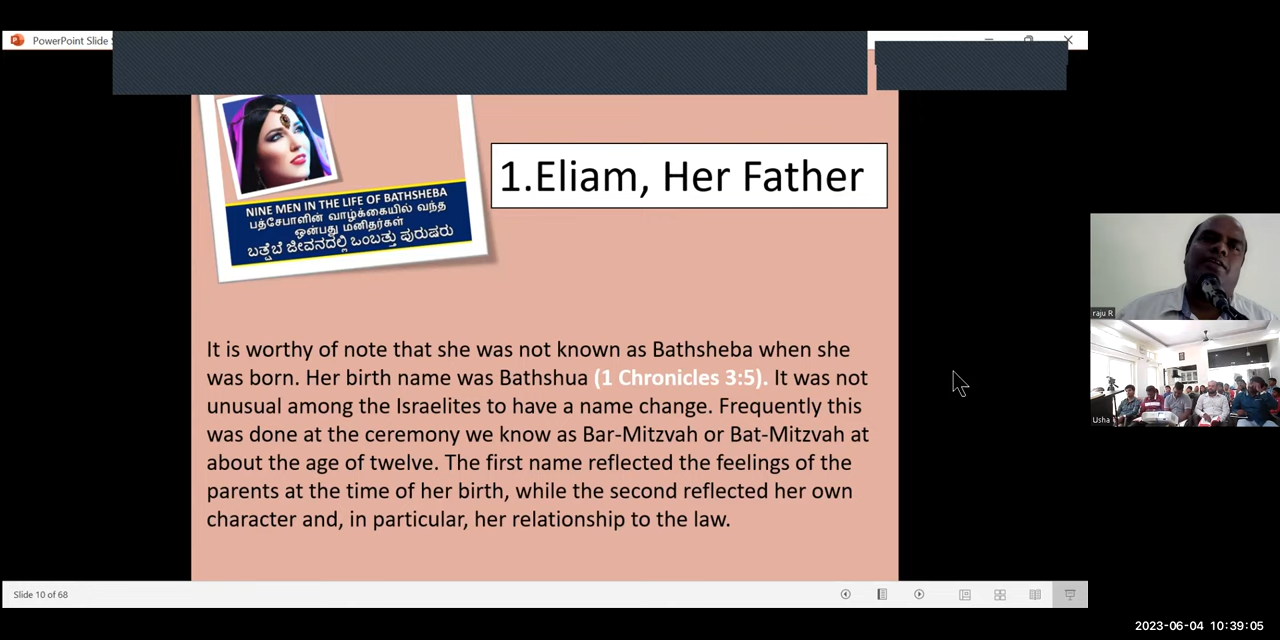 PowerPoint Slide
NINE MEN IN THE LIFE OF BATHSHEBA
பத்சேபாளின் வாழ்க்கையில் வந்த
ஒன்பது மனிதர்கள்
ಬತ್ಷೆಬೆ ಜೀವನದಲ್ಲಿ ಒಂಬತ್ತು ಪುರುಷರು
1.Eliam, Her Father
It is worthy of note that she was not known as Bathsheba when she
was born. Her birth name was Bathshua (1 Chronicles 3:5). It was not
unusual among the Israelites to have a name change. Frequently this
was done at the ceremony we know as Bar-Mitzvah or Bat-Mitzvah at
about the age of twelve. The first name reflected the feelings of the
parents at the time of her birth, while the second reflected her own
character and, in particular, her relationship to the law.
raju R
Usha
Slide 10 of 68
2023-06-04 10:39:05